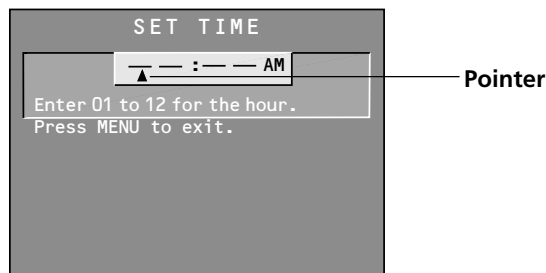 SET TIME
— — : — — AM
Pointer
Enter 01 to 12 for the hour.
Press MENU to exit.